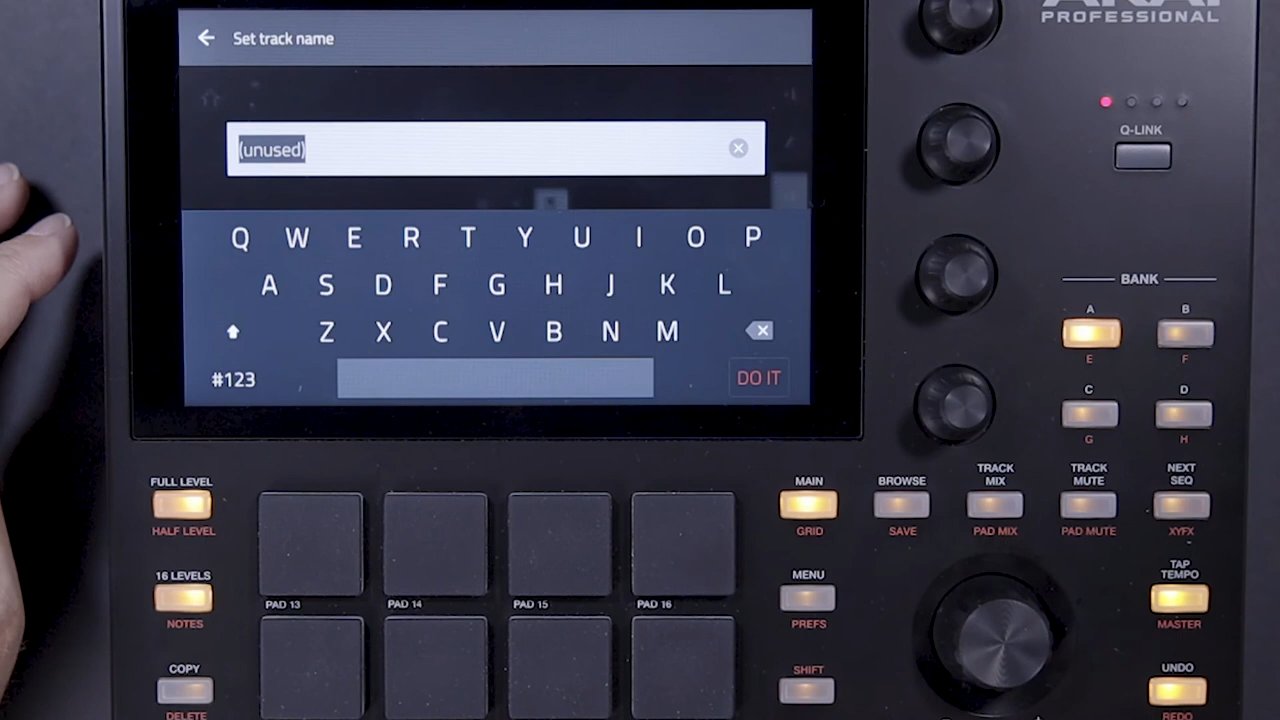 Set track name
AKAI
PROFESSIONAL
(unused)
Q-LINK
Q W E R T Y U I O P
A S D F G H J K L
Z X C V B N M
#123
DO IT
BANK
A
B
E
F
C
D
G
H
FULL LEVEL
HALF LEVEL
MAIN
GRID
BROWSE
SAVE
TRACK
MIX
PAD MIX
TRACK
MUTE
PAD MUTE
NEXT
SEQ
XYFX
16 LEVELS
NOTES
PAD 13
PAD 14
PAD 15
PAD 16
MENU
PREFS
TAP
TEMPO
MASTER
COPY
DELETE
SHIFT
UNDO
REDO